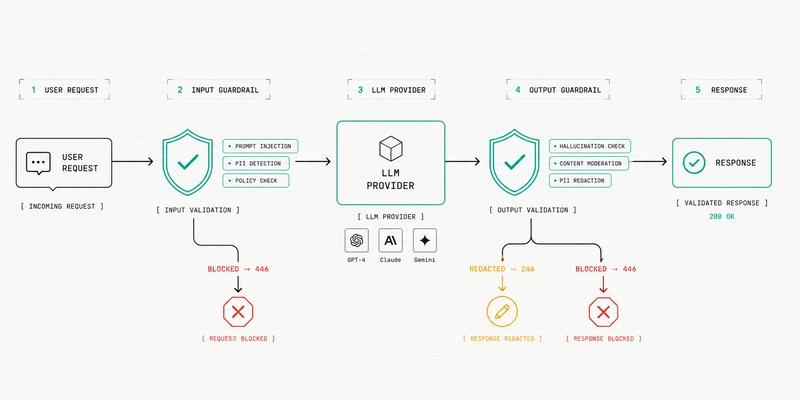 1 USER REQUEST
2 INPUT GUARDRAIL
3 LLM PROVIDER
4 OUTPUT GUARDRAIL
5 RESPONSE
USER
REQUEST
[ INCOMING REQUEST ]
+ PROMPT INJECTION
+ PII DETECTION
+ POLICY CHECK
[ INPUT VALIDATION ]
BLOCKED → 446
[ REQUEST BLOCKED ]
LLM
PROVIDER
[ LLM PROVIDER ]
GPT-4
Claude
Gemini
+ HALLUCINATION CHECK
+ CONTENT MODERATION
+ PII REDACTION
[ OUTPUT VALIDATION ]
REDACTED → 246
[ RESPONSE REDACTED ]
BLOCKED → 446
[ RESPONSE BLOCKED ]
RESPONSE
[ VALIDATED RESPONSE ]
200 OK